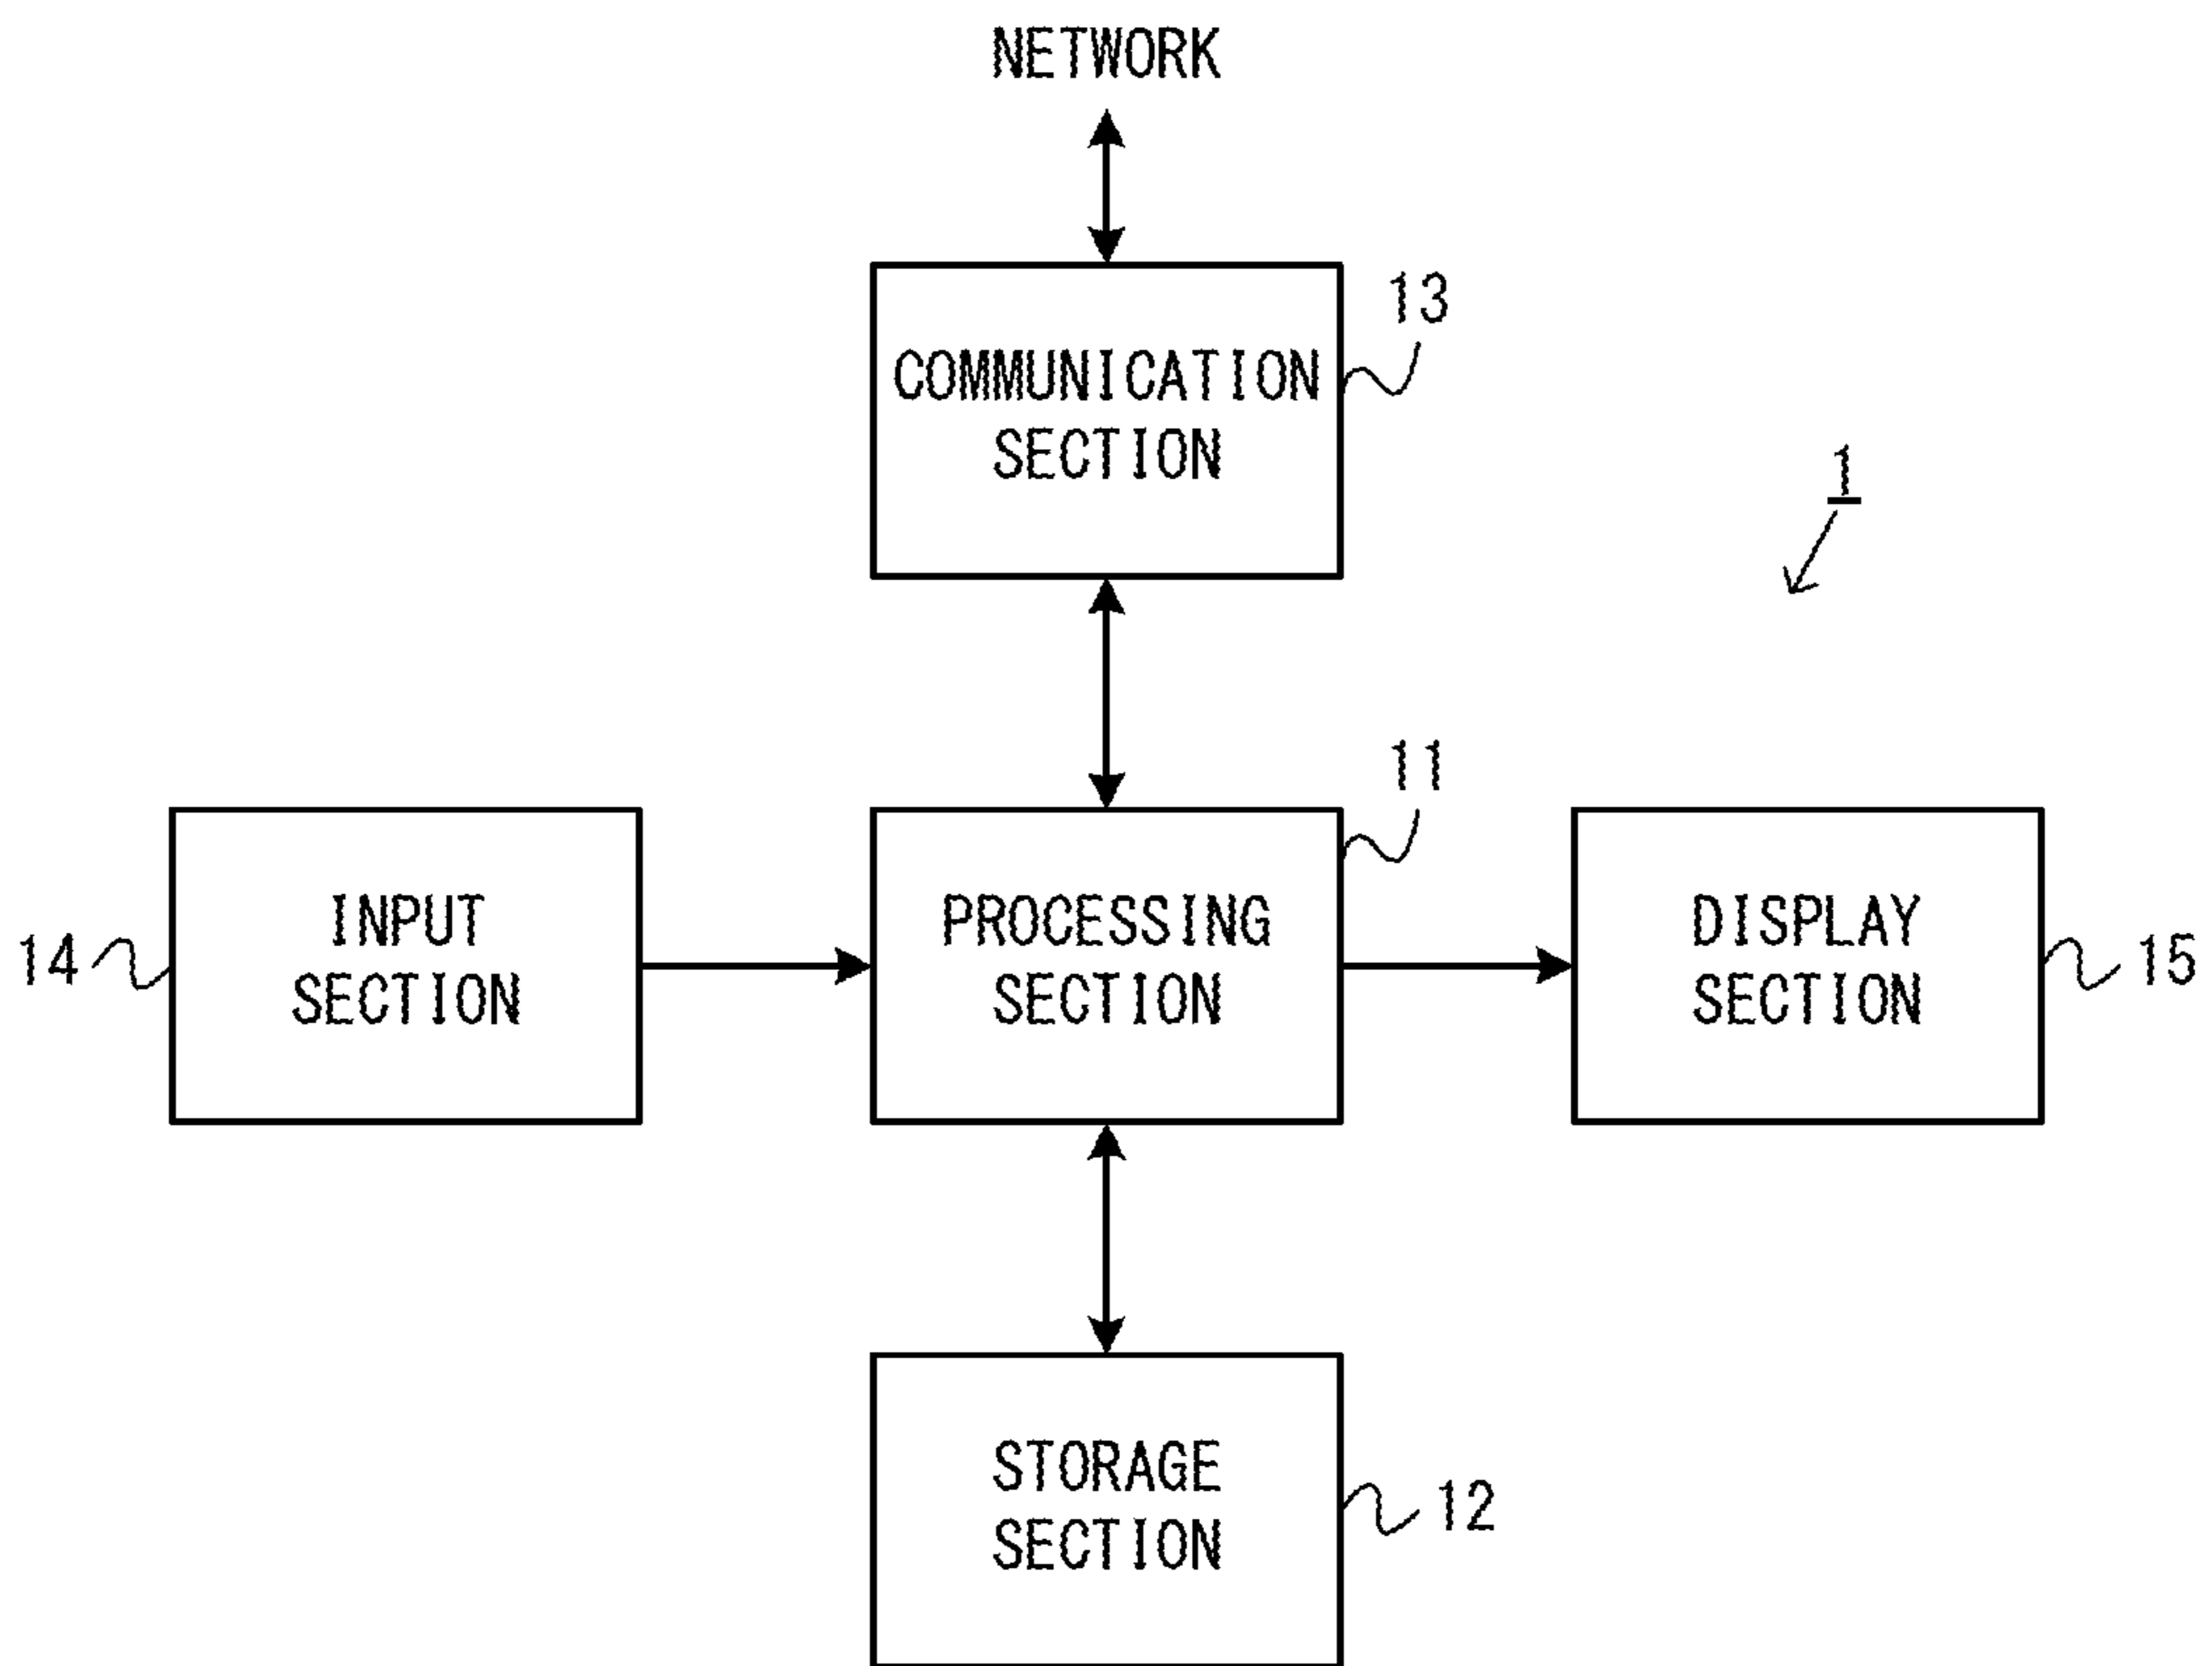 NETWORK
13
COMMUNICATION
SECTION
1
11
INPUT
SECTION
14
PROCESSING
SECTION
DISPLAY
SECTION
15
STORAGE
SECTION
12